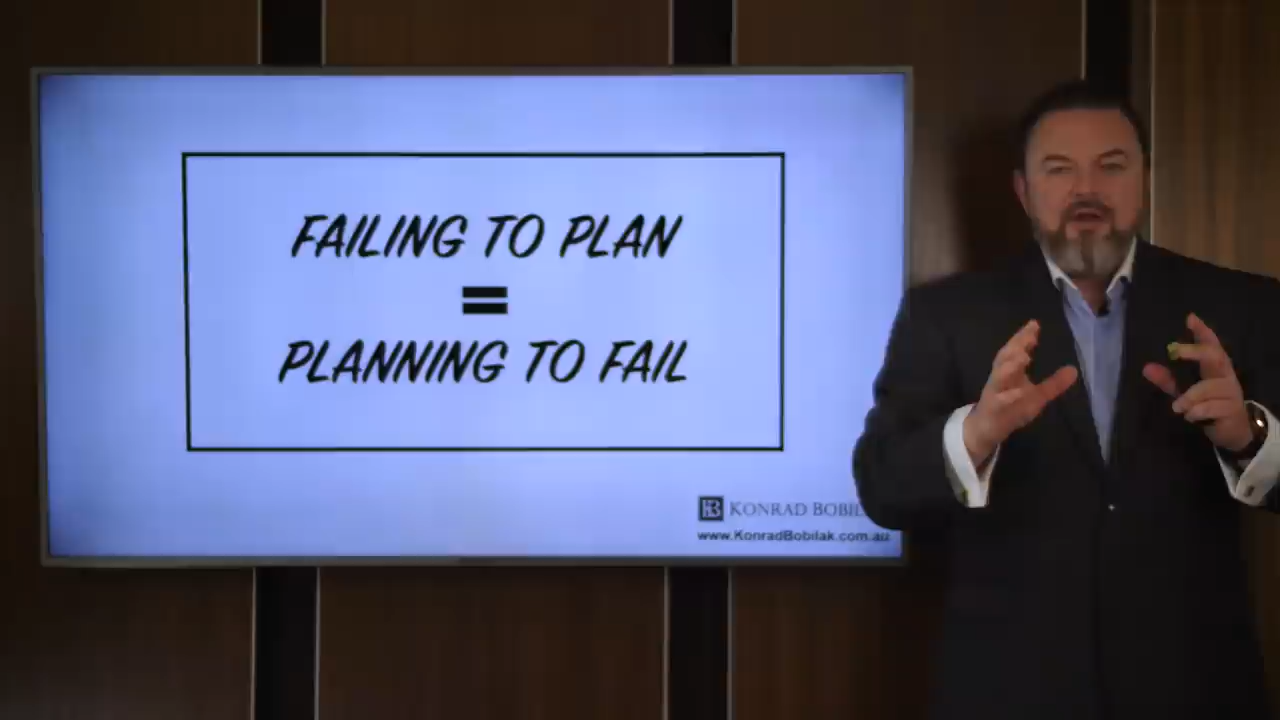 FAILING TO PLAN
=
PLANNING TO FAIL
KONRAD
www.KonradBobilak.com.au